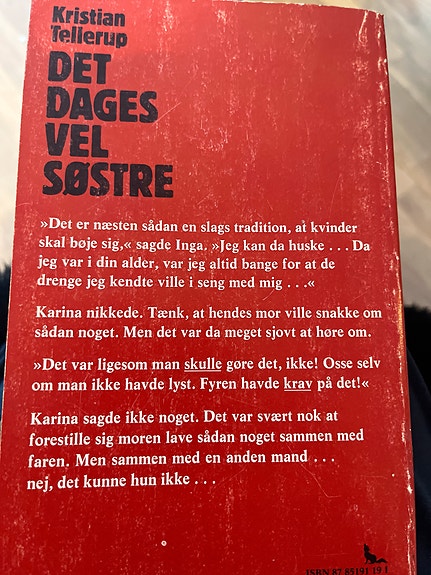 Kristian
Tellerup
DET
DAGES
VEL
SØSTRE
»Det er næsten sådan en slags tradition, at kvinder
skal bøje sig,« sagde Inga. »Jeg kan da huske . . . Da
jeg var i din alder, var jeg altid bange for at de
drenge jeg kendte ville i seng med mig . . .«
Karina nikkede. Tænk, at hendes mor ville snakke om
sådan noget. Men det var da meget sjovt at høre om.
»Det var ligesom man skulle gøre det, ikke! Osse selv
om man ikke havde lyst. Fyren havde krav på det!«
Karina sagde ikke noget. Det var svært nok at
forestille sig moren lave sådan noget sammen med
faren. Men sammen med en anden mand . . .
nej, det kunne hun ikke . . .
ISBN 87 85191 19 1